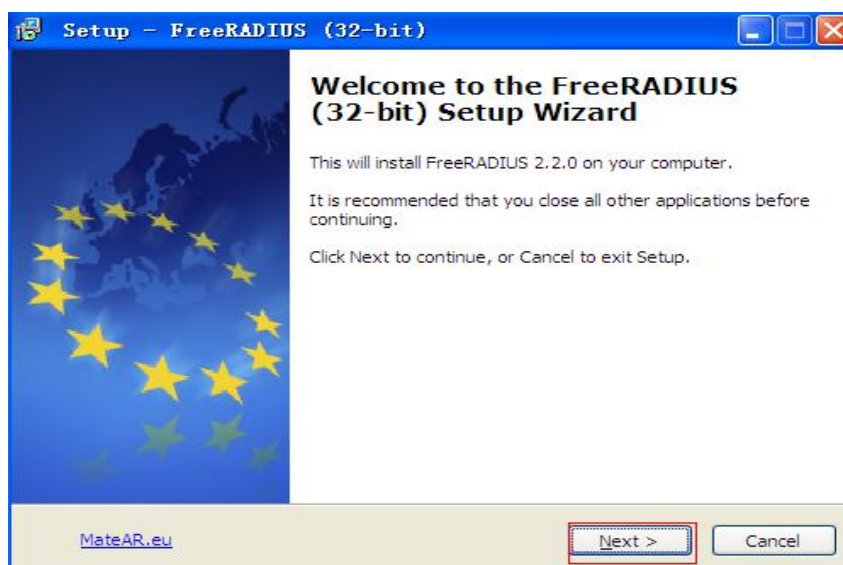 Setup - FreeRADIUS (32-bit)
Welcome to the FreeRADIUS
(32-bit) Setup Wizard
This will install FreeRADIUS 2.2.0 on your computer.
It is recommended that you close all other applications before
continuing.
Click Next to continue, or Cancel to exit Setup.
MateAR.eu
Next >
Cancel